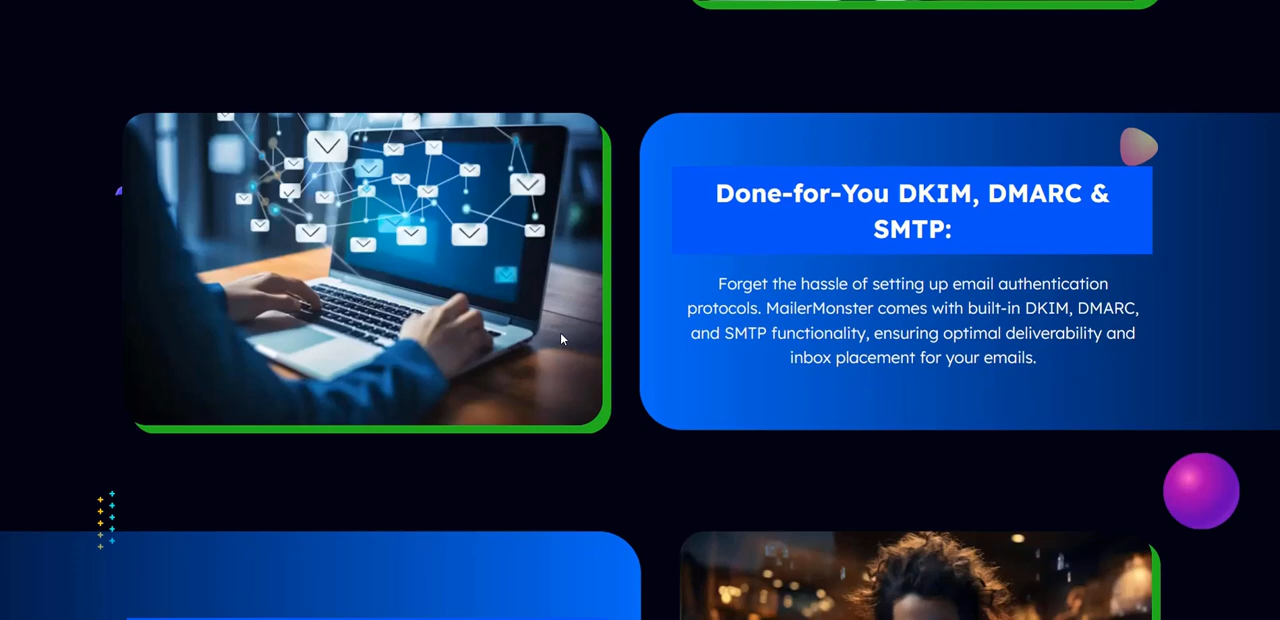 Done-for-You DKIM, DMARC &
SMTP:
Forget the hassle of setting up email authentication
protocols. MailerMonster comes with built-in DKIM, DMARC,
and SMTP functionality, ensuring optimal deliverability and
inbox placement for your emails.